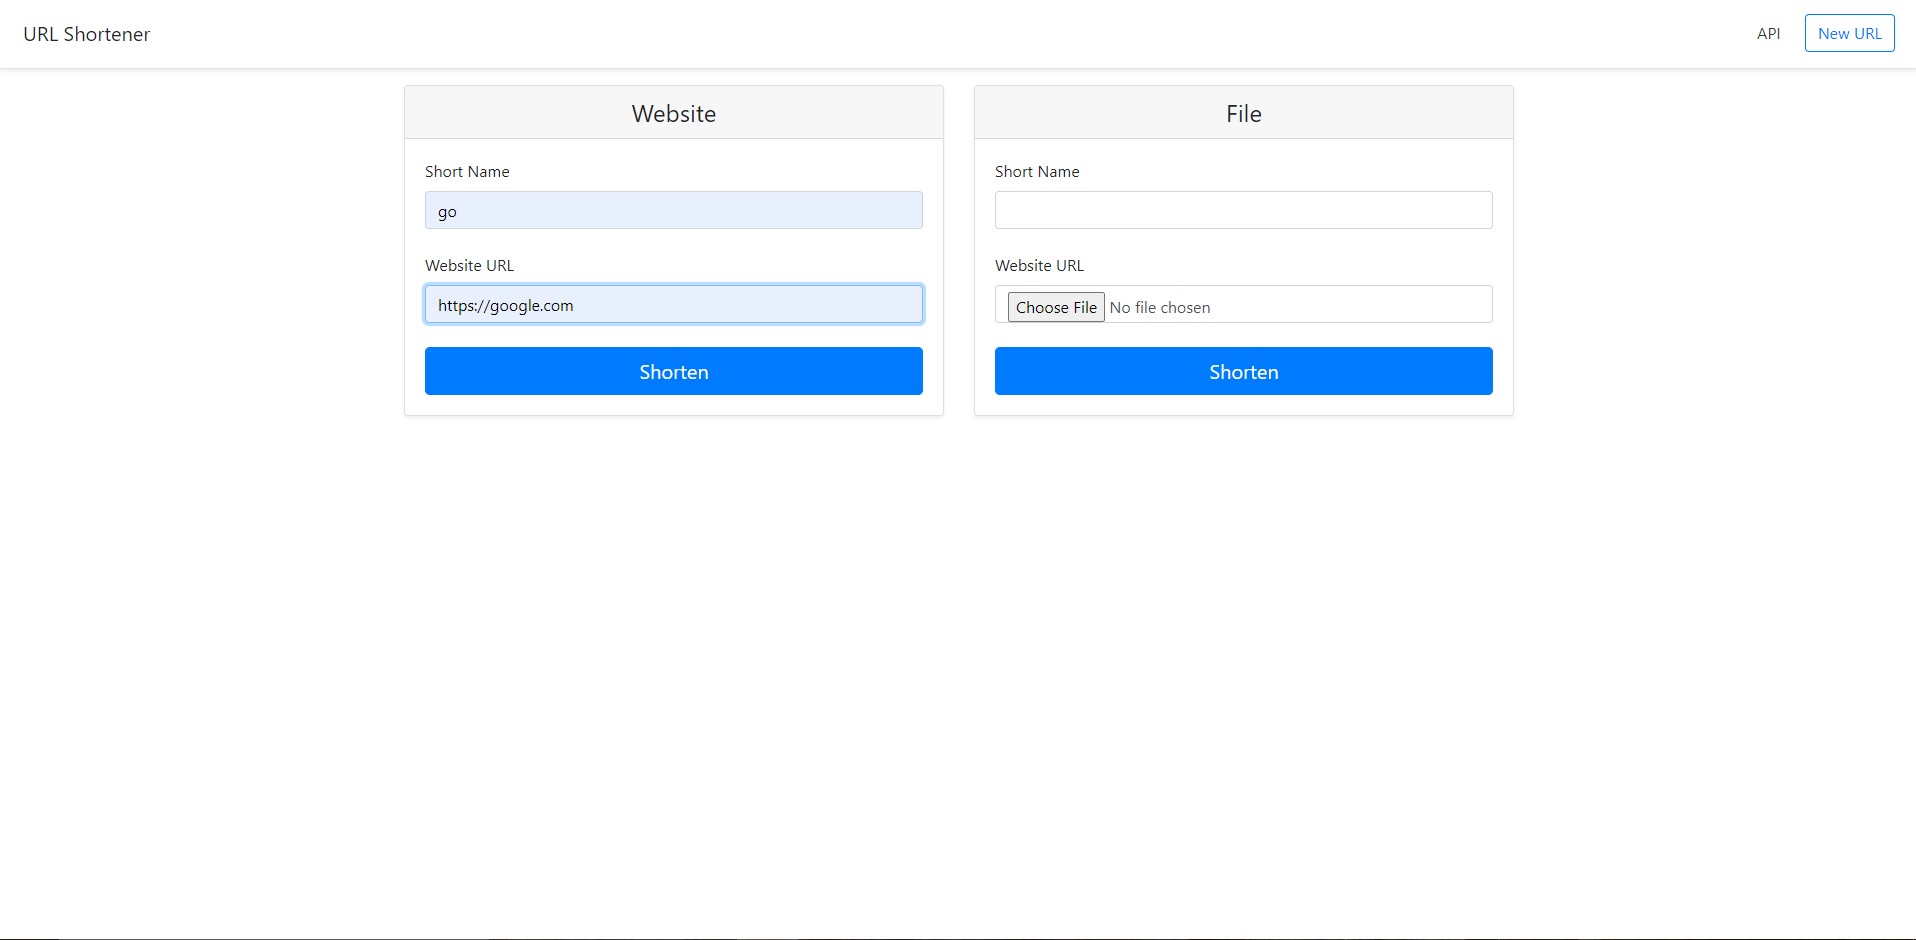 URL Shortener
API
New URL
Website
Short Name
go
Website URL
https://google.com
Shorten
File
Short Name
Website URL
Choose File No file chosen
Shorten